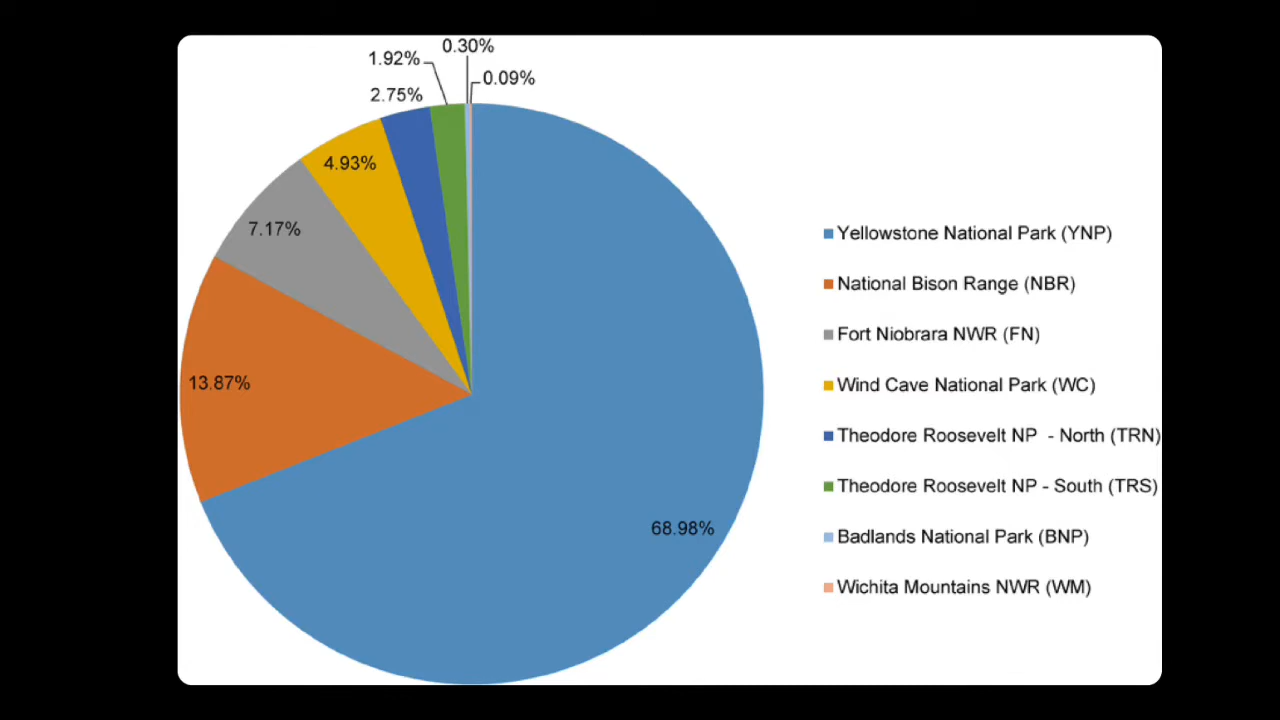 0.30%
1.92%
0.09%
2.75%
4.93%
7.17%
13.87%
68.98%
Yellowstone National Park (YNP)
National Bison Range (NBR)
Fort Niobrara NWR (FN)
Wind Cave National Park (WC)
Theodore Roosevelt NP - North (TRN)
Theodore Roosevelt NP - South (TRS)
Badlands National Park (BNP)
Wichita Mountains NWR (WM)